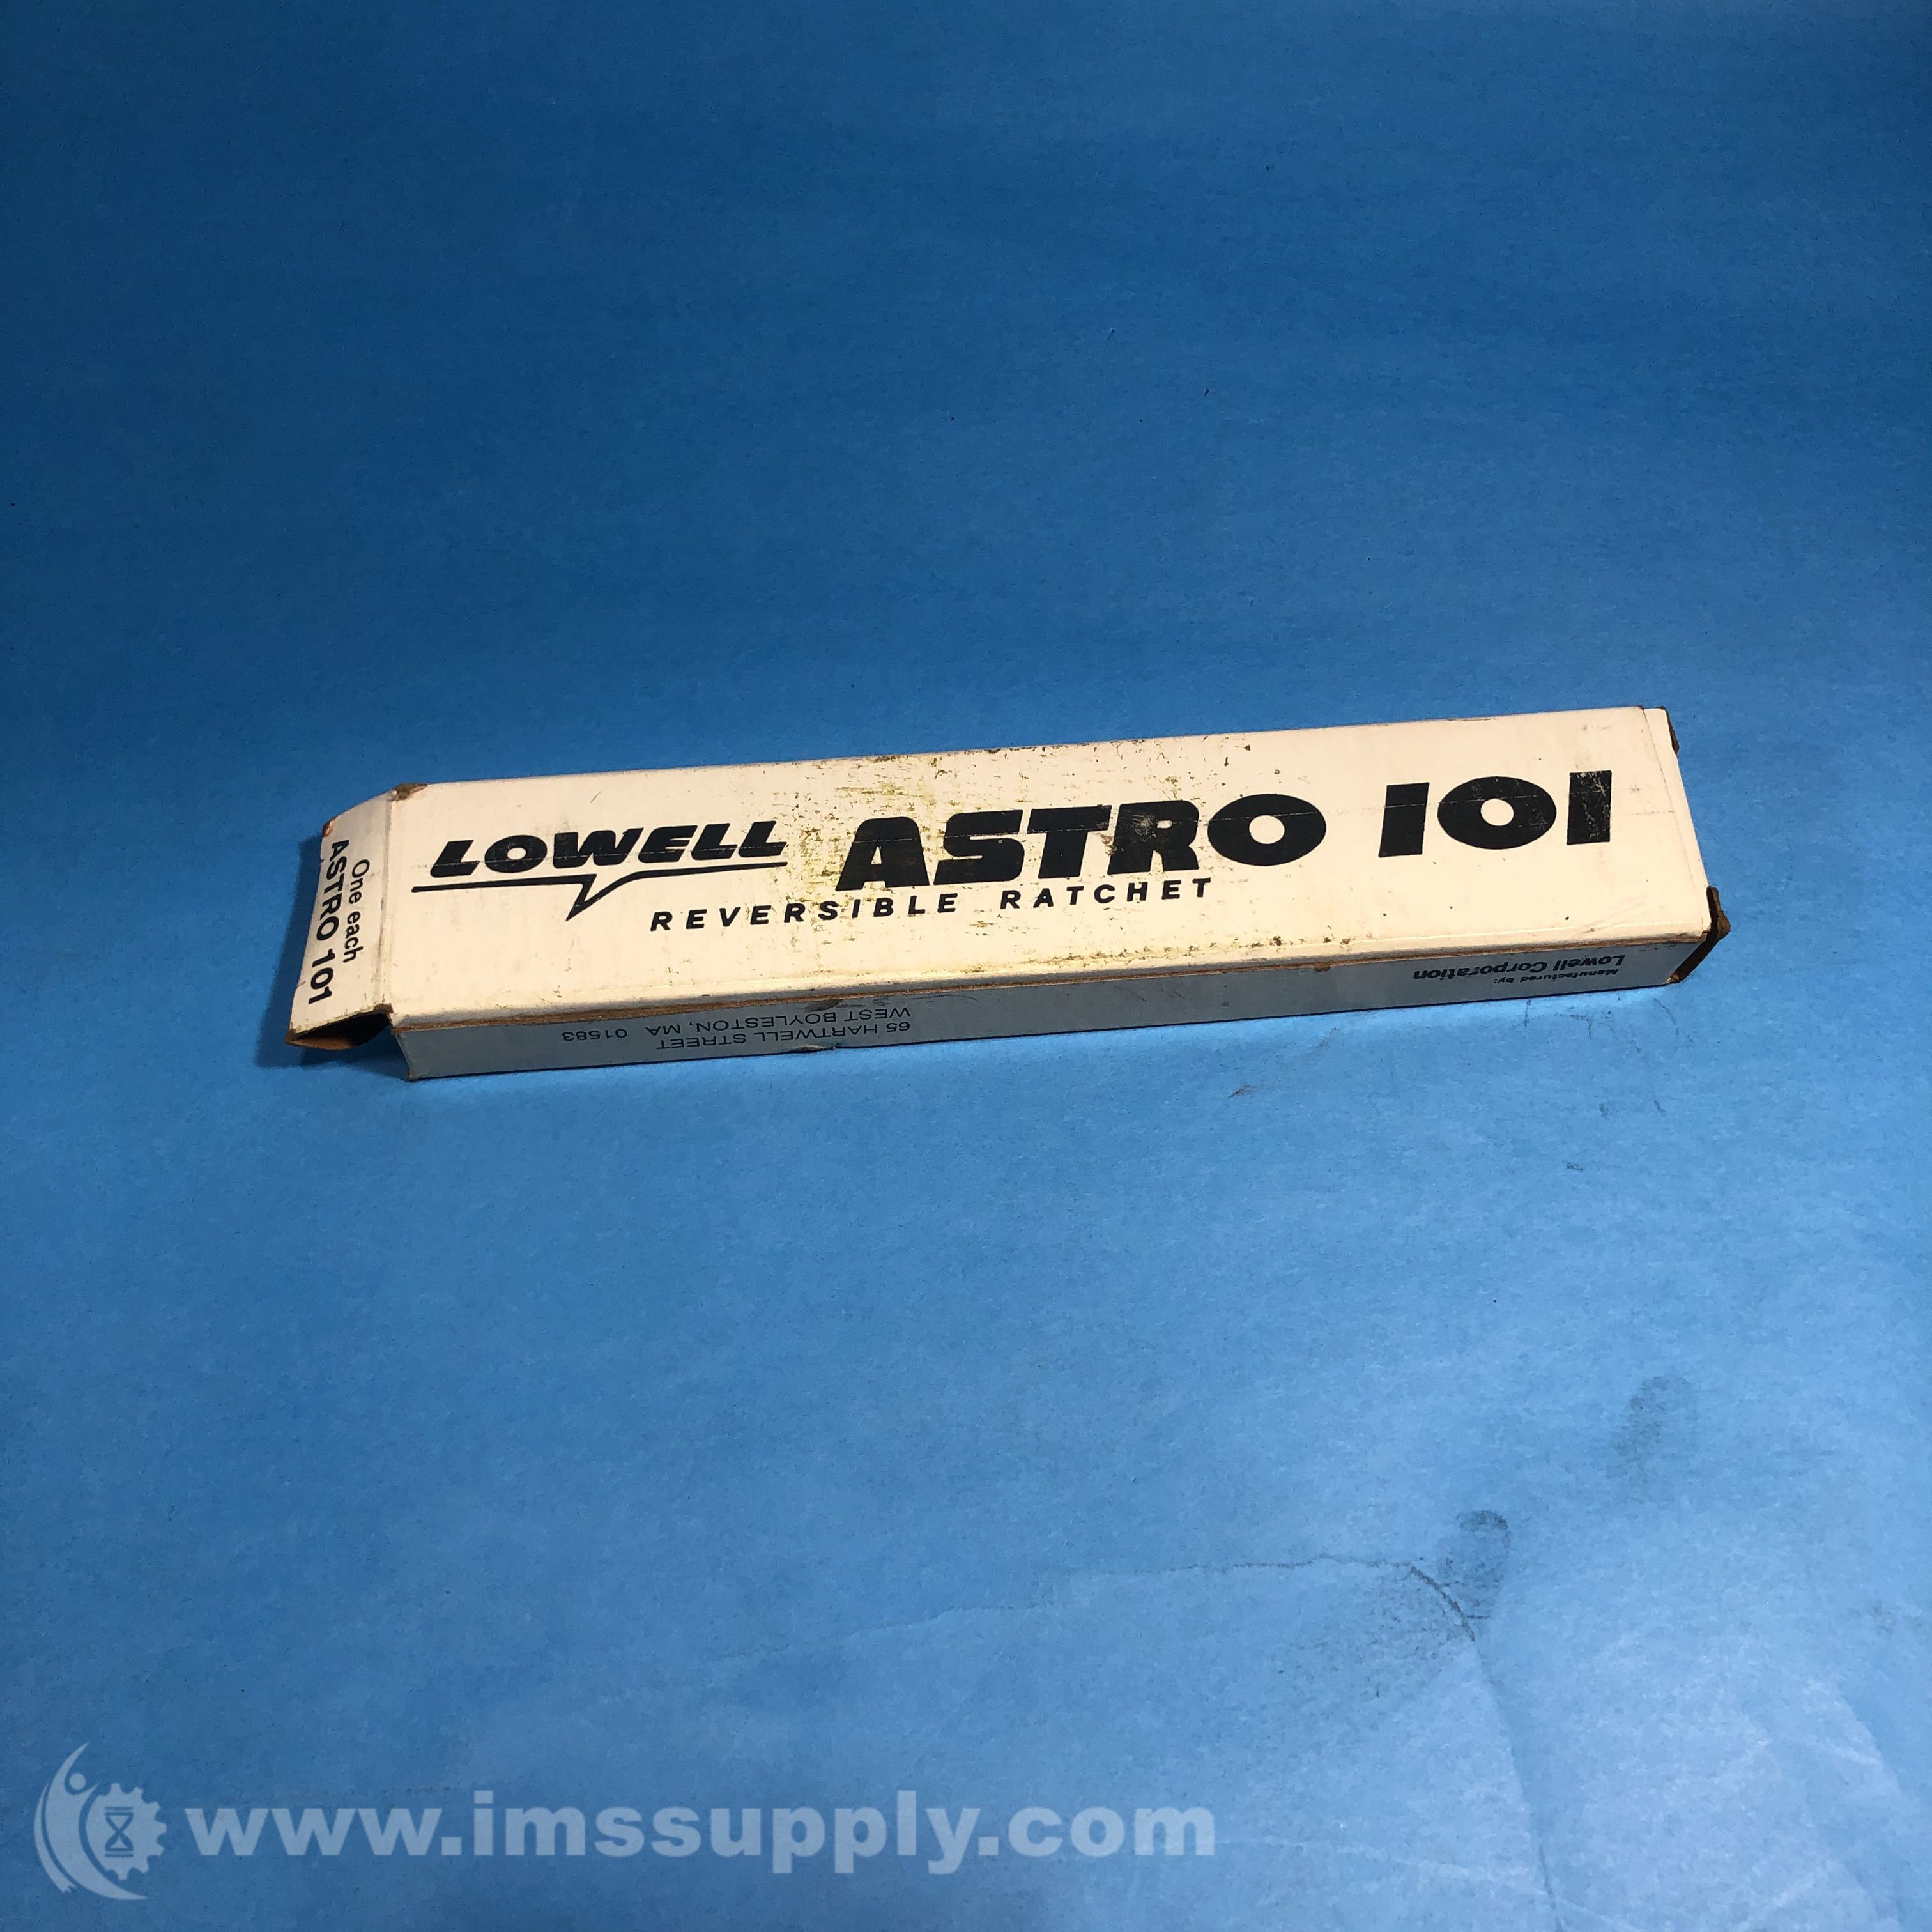 LOWELL ASTRO 101
REVERSIBLE RATCHET
One each
ASTRO 101
Manufactured by:
Lowell Corporation
65 HARTWELL STREET
WEST BOYLESTON, MA 01583
www.imssupply.com